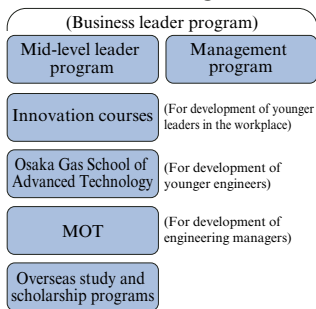 (Business leader program)
Mid-level leader
program
Management
program
Innovation courses
(For development of younger
leaders in the workplace)
Osaka Gas School of
Advanced Technology
(For development of
younger engineers)
MOT
(For development of
engineering managers)
Overseas study and
scholarship programs